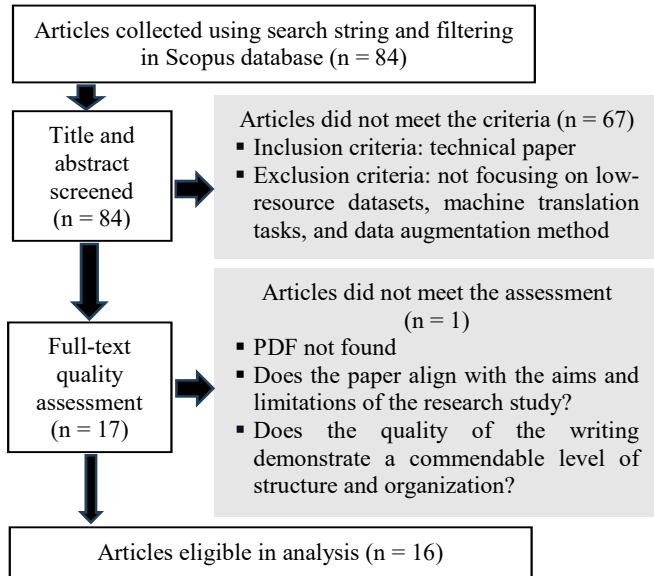 Articles collected using search string and filtering
in Scopus database (n = 84)
Title and
abstract
screened
(n = 84)
Articles did not meet the criteria (n = 67)
▪ Inclusion criteria: technical paper
▪ Exclusion criteria: not focusing on low-
resource datasets, machine translation
tasks, and data augmentation method
Full-text
quality
assessment
(n = 17)
Articles did not meet the assessment
(n = 1)
▪ PDF not found
▪ Does the paper align with the aims and
limitations of the research study?
▪ Does the quality of the writing
demonstrate a commendable level of
structure and organization?
Articles eligible in analysis (n = 16)